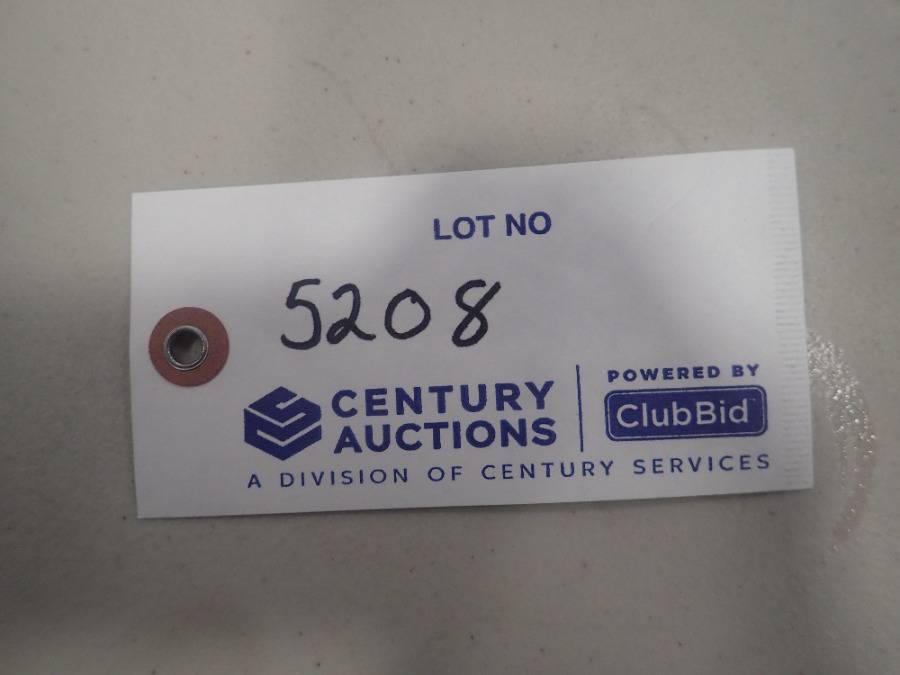 LOT NO
5208
CENTURY AUCTIONS
POWERED BY
ClubBid
A DIVISION OF CENTURY SERVICES